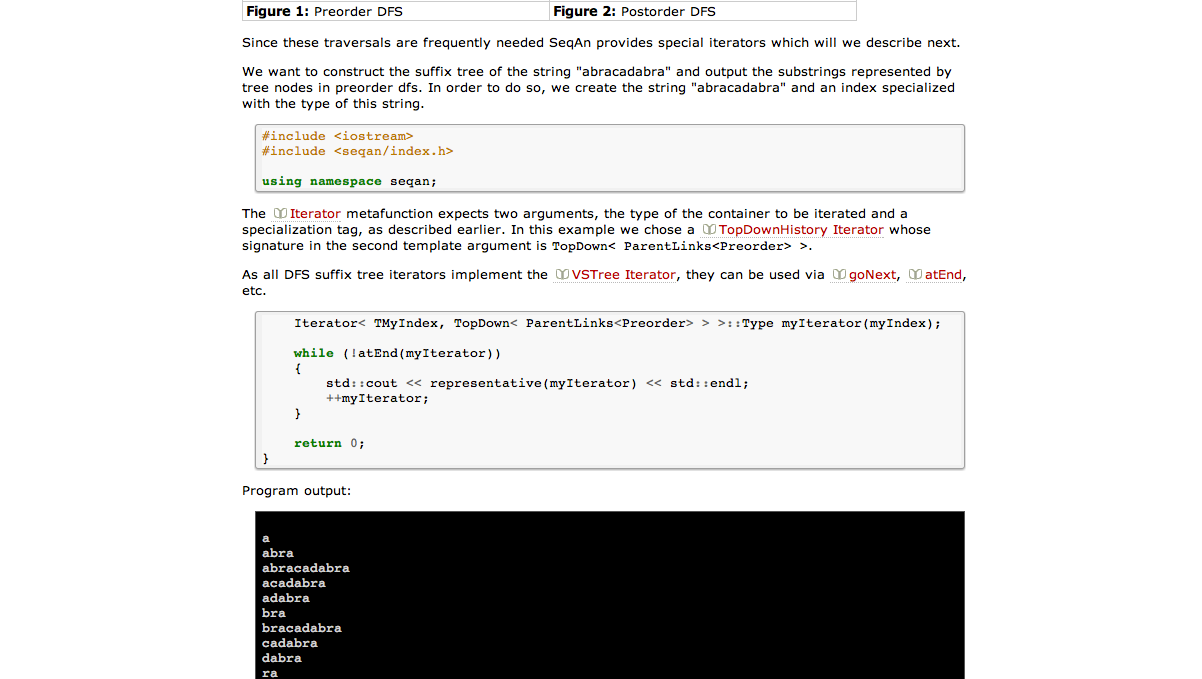 Figure 1: Preorder DFS
Figure 2: Postorder DFS
Since these traversals are frequently needed SeqAn provides special iterators which will we describe next.
We want to construct the suffix tree of the string "abracadabra" and output the substrings represented by
tree nodes in preorder dfs. In order to do so, we create the string "abracadabra" and an index specialized
with the type of this string.
#include <iostream>
#include <seqan/index.h>
using namespace seqan;
The Iterator metafunction expects two arguments, the type of the container to be iterated and a
specialization tag, as described earlier. In this example we chose a TopDownHistory Iterator whose
signature in the second template argument is TopDown< ParentLinks<Preorder> >.
As all DFS suffix tree iterators implement the VSTree Iterator, they can be used via goNext, atEnd,
etc.
Iterator< TMyIndex, TopDown< ParentLinks<Preorder> > >::Type myIterator(myIndex);
while (!atEnd(myIterator))
{
std::cout << representative(myIterator) << std::endl;
++myIterator;
}
return 0;
}
Program output:
a
abra
abracadabra
acadabra
adabra
bra
bracadabra
cadabra
dabra
ra